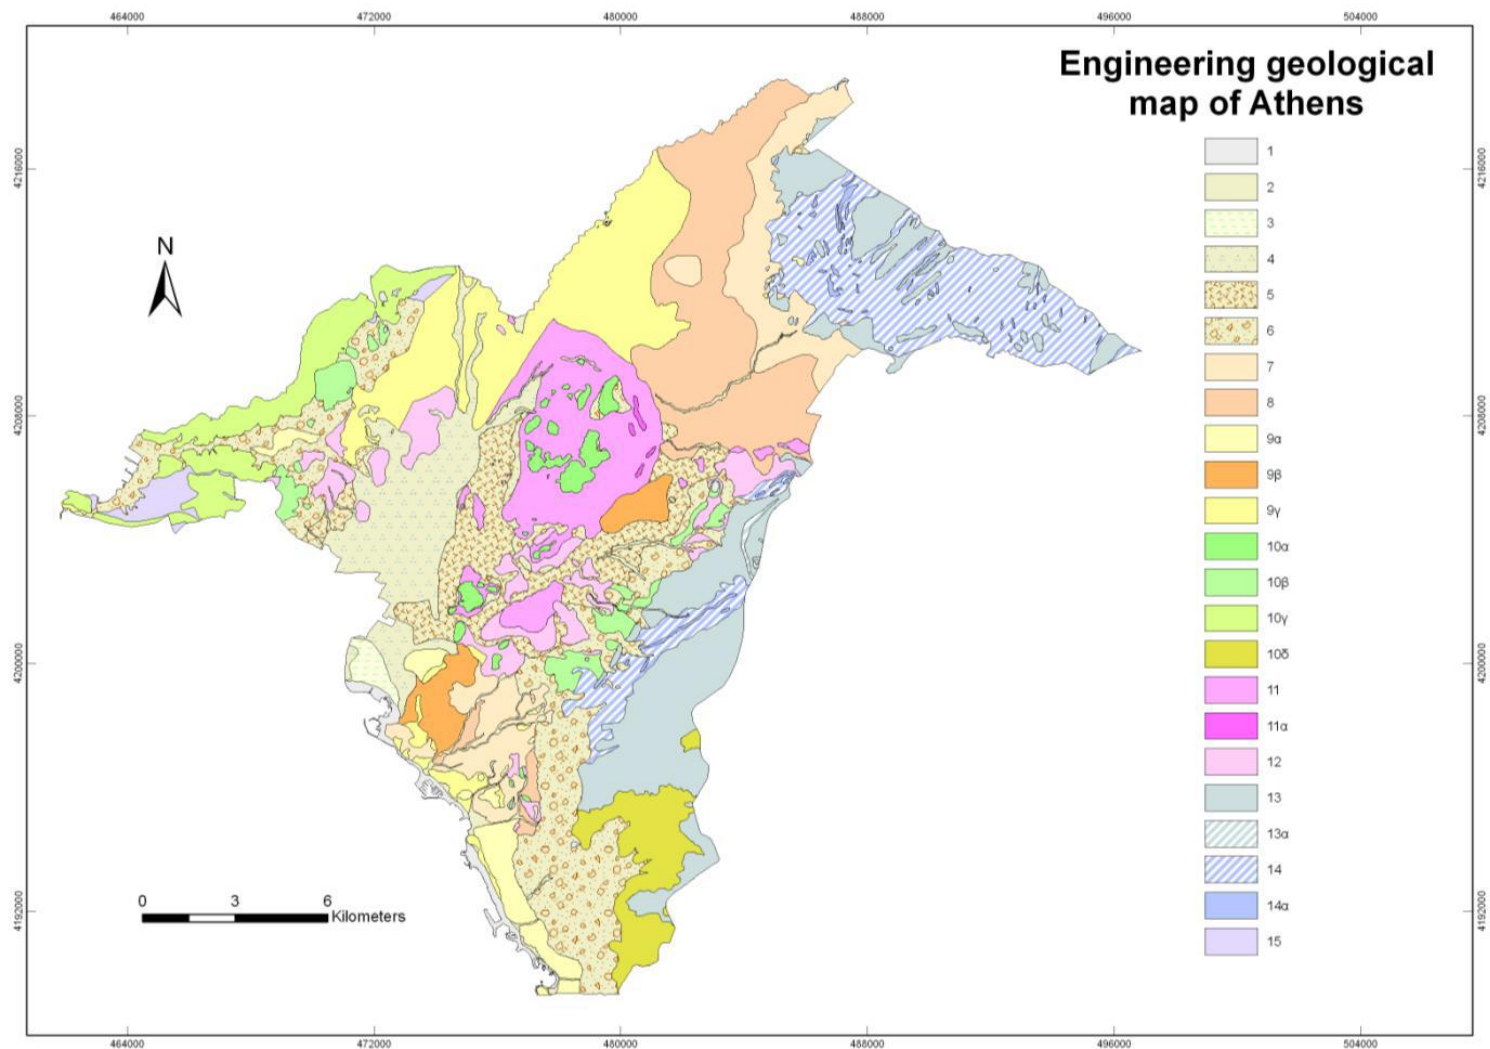 464000 472000 480000 488000 496000 504000
Engineering geological
map of Athens
1
2
3
4
5
6
7
8
9α
9β
9γ
10α
10β
10γ
10δ
11
11α
12
13
13α
14
14α
15
4216000
4208000
4200000
4192000
4216000
4208000
4200000
4192000
N
0 3 6
Kilometers
464000 472000 480000 488000 496000 504000